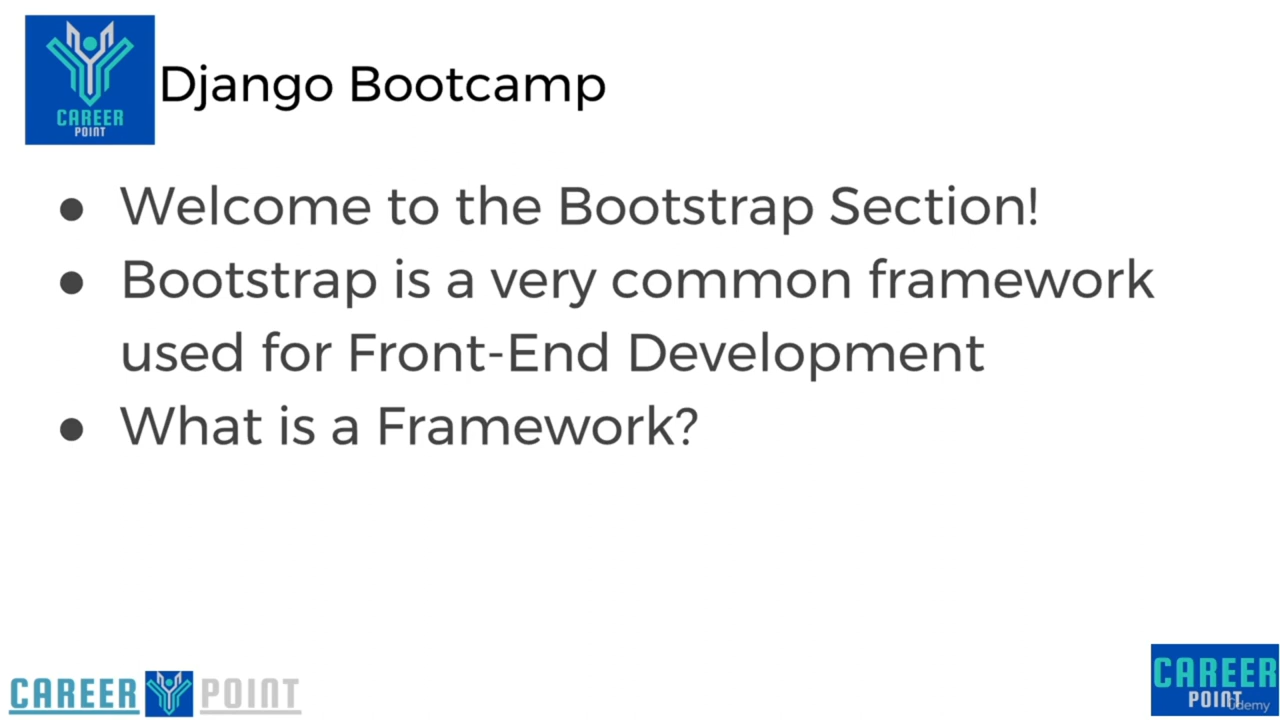 CAREER
POINT
Django Bootcamp
● Welcome to the Bootstrap Section!
● Bootstrap is a very common framework
used for Front-End Development
● What is a Framework?
CAREER POINT
CAREER
POINT
ûdemy